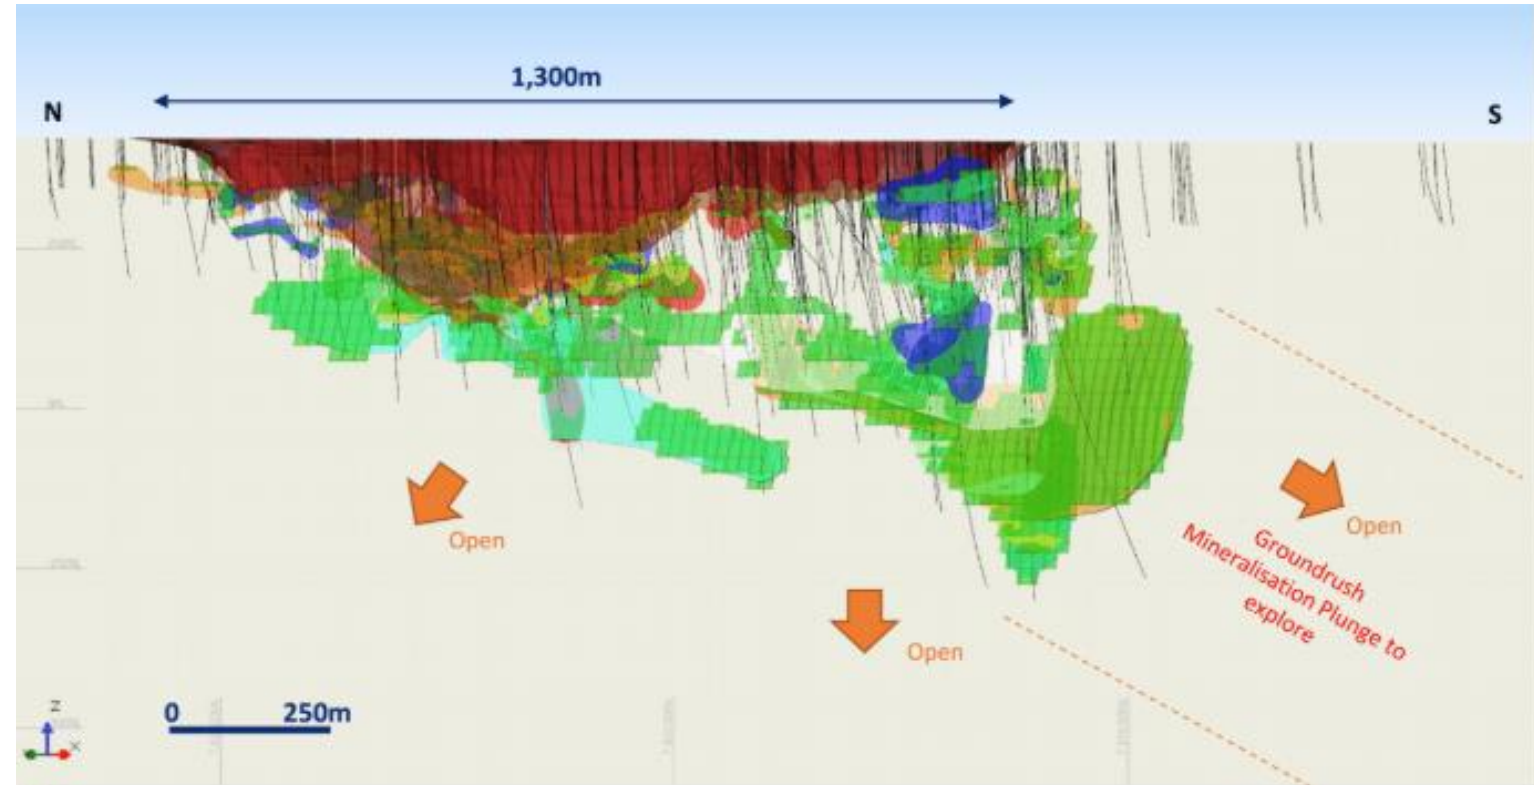 1,300m
N
S
Open
Open
Open
Groundrush
Mineralisation Plunge to
explore
0 250m
Z
X